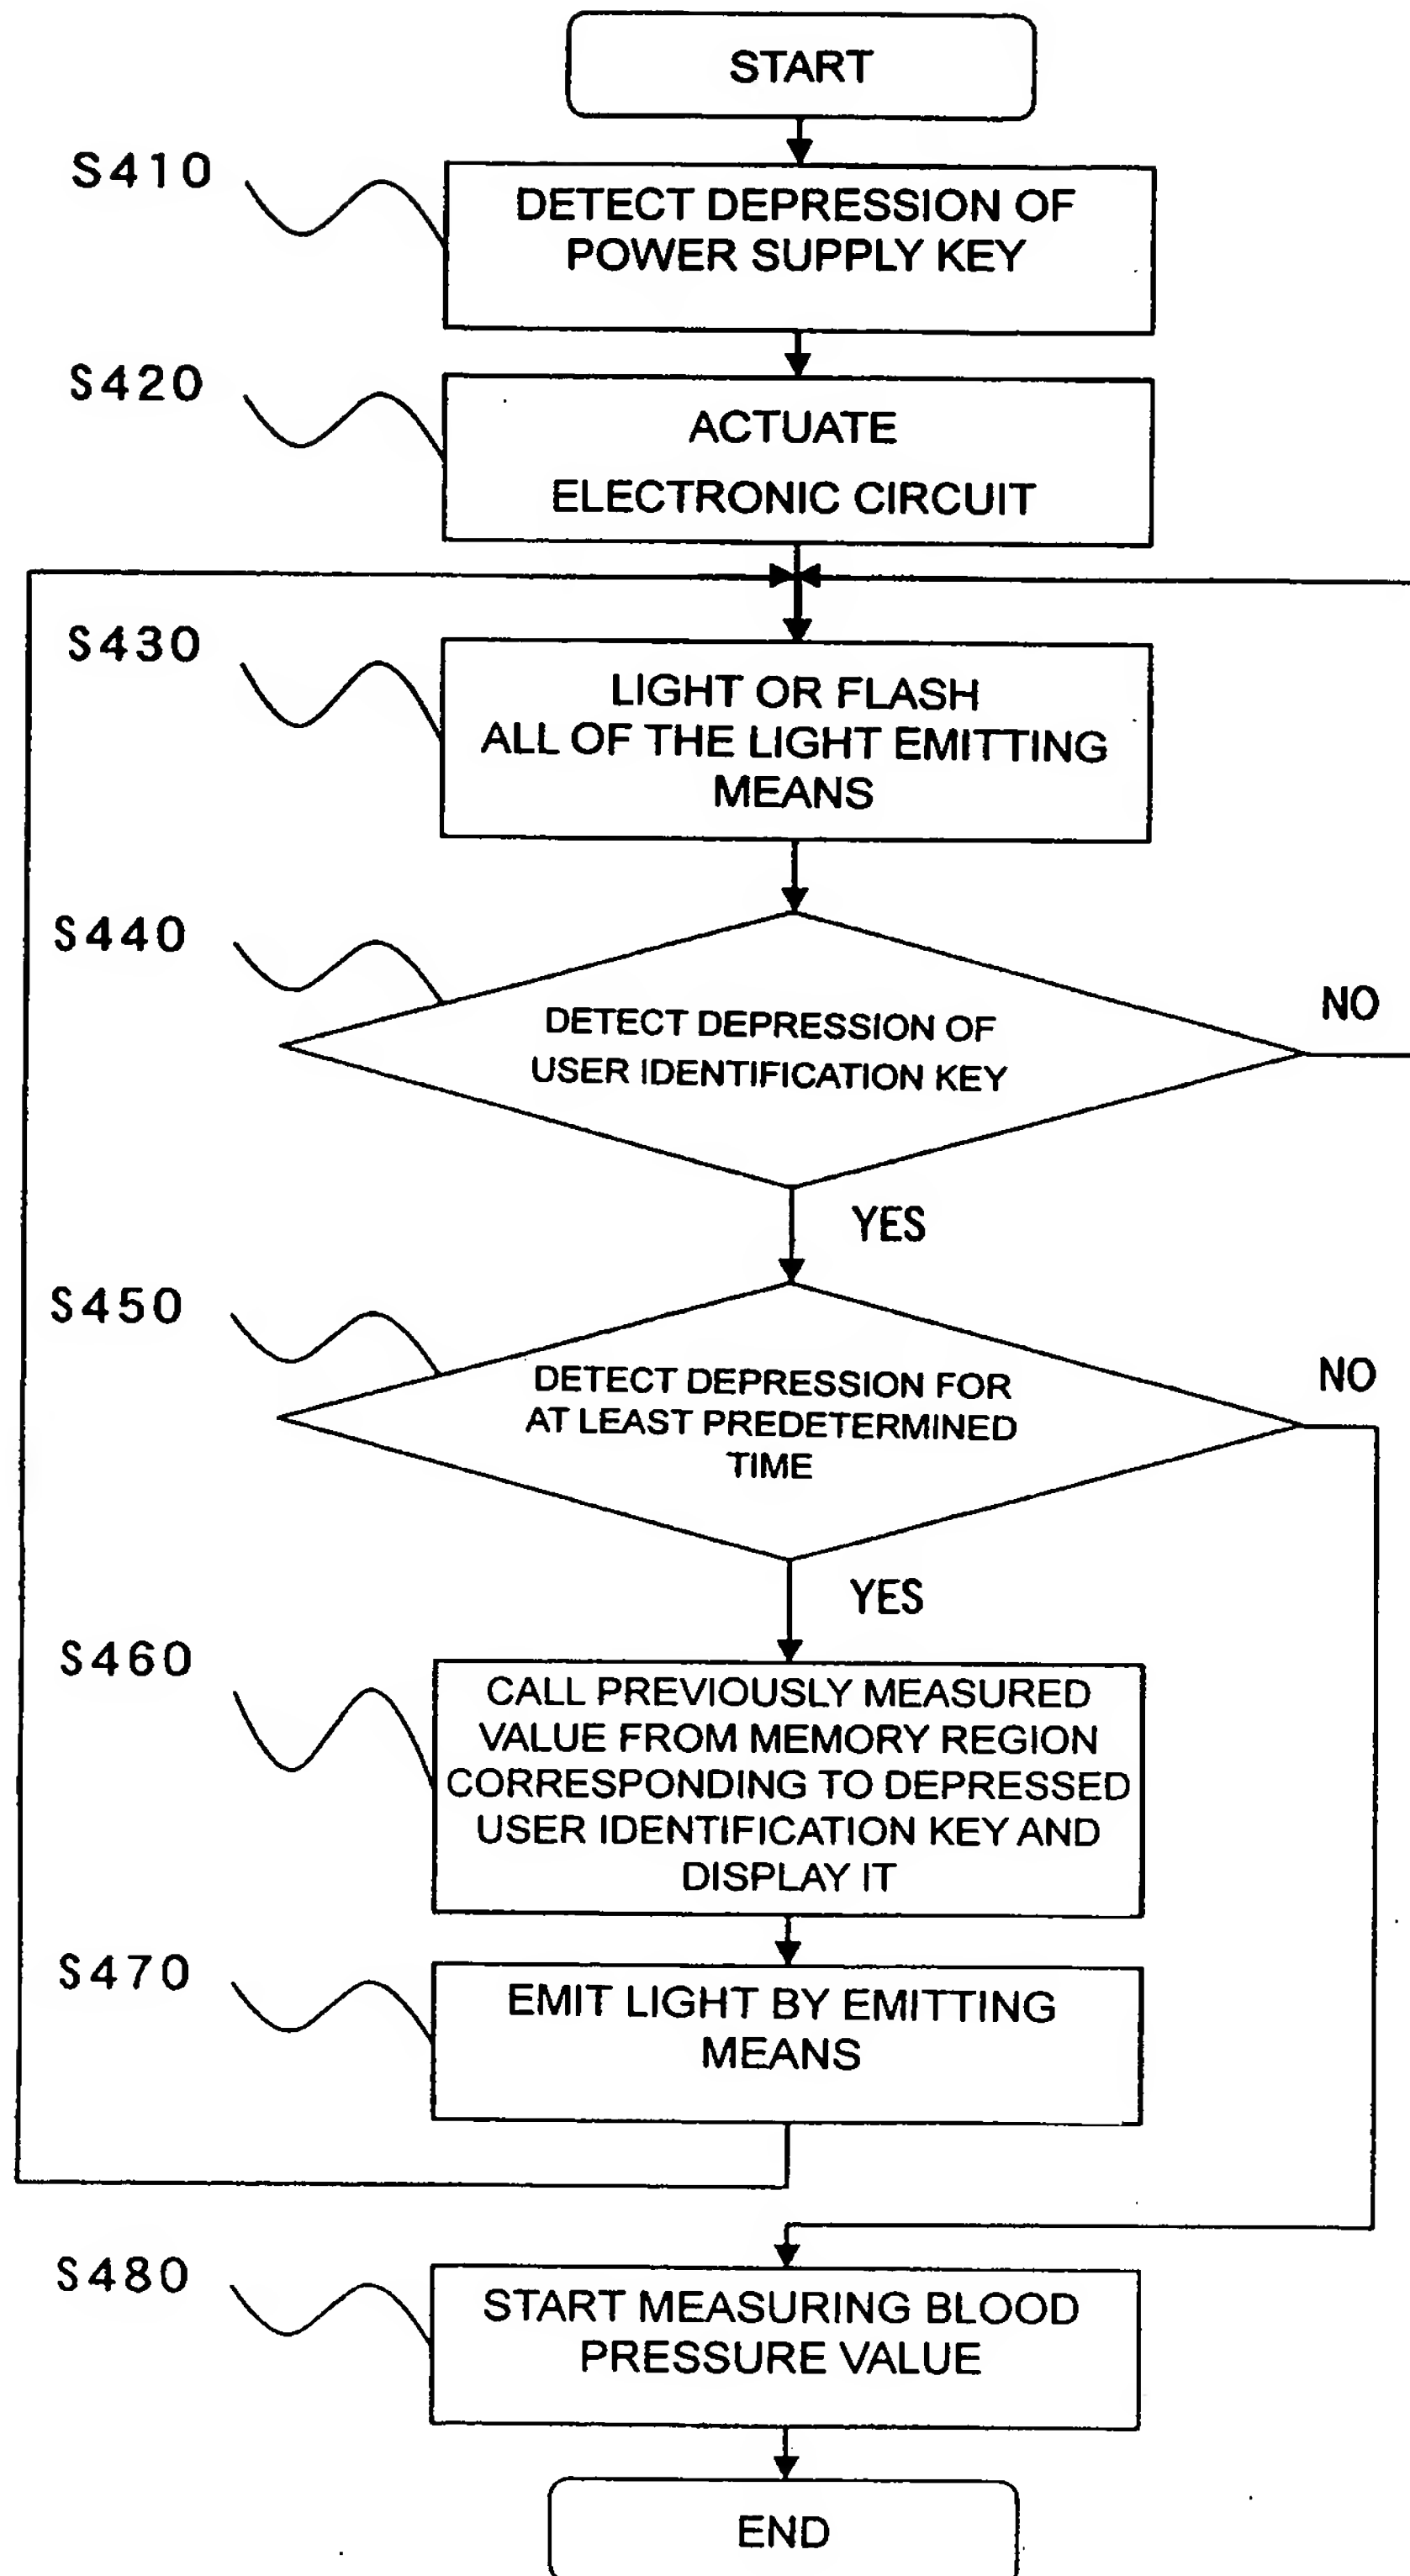 START
S410
DETECT DEPRESSION OF
POWER SUPPLY KEY
S420
ACTUATE
ELECTRONIC CIRCUIT
S430
LIGHT OR FLASH
ALL OF THE LIGHT EMITTING
MEANS
S440
DETECT DEPRESSION OF
USER IDENTIFICATION KEY
NO
YES
S450
DETECT DEPRESSION FOR
AT LEAST PREDETERMINED
TIME
NO
YES
S460
CALL PREVIOUSLY MEASURED
VALUE FROM MEMORY REGION
CORRESPONDING TO DEPRESSED
USER IDENTIFICATION KEY AND
DISPLAY IT
S470
EMIT LIGHT BY EMITTING
MEANS
S480
START MEASURING BLOOD
PRESSURE VALUE
END